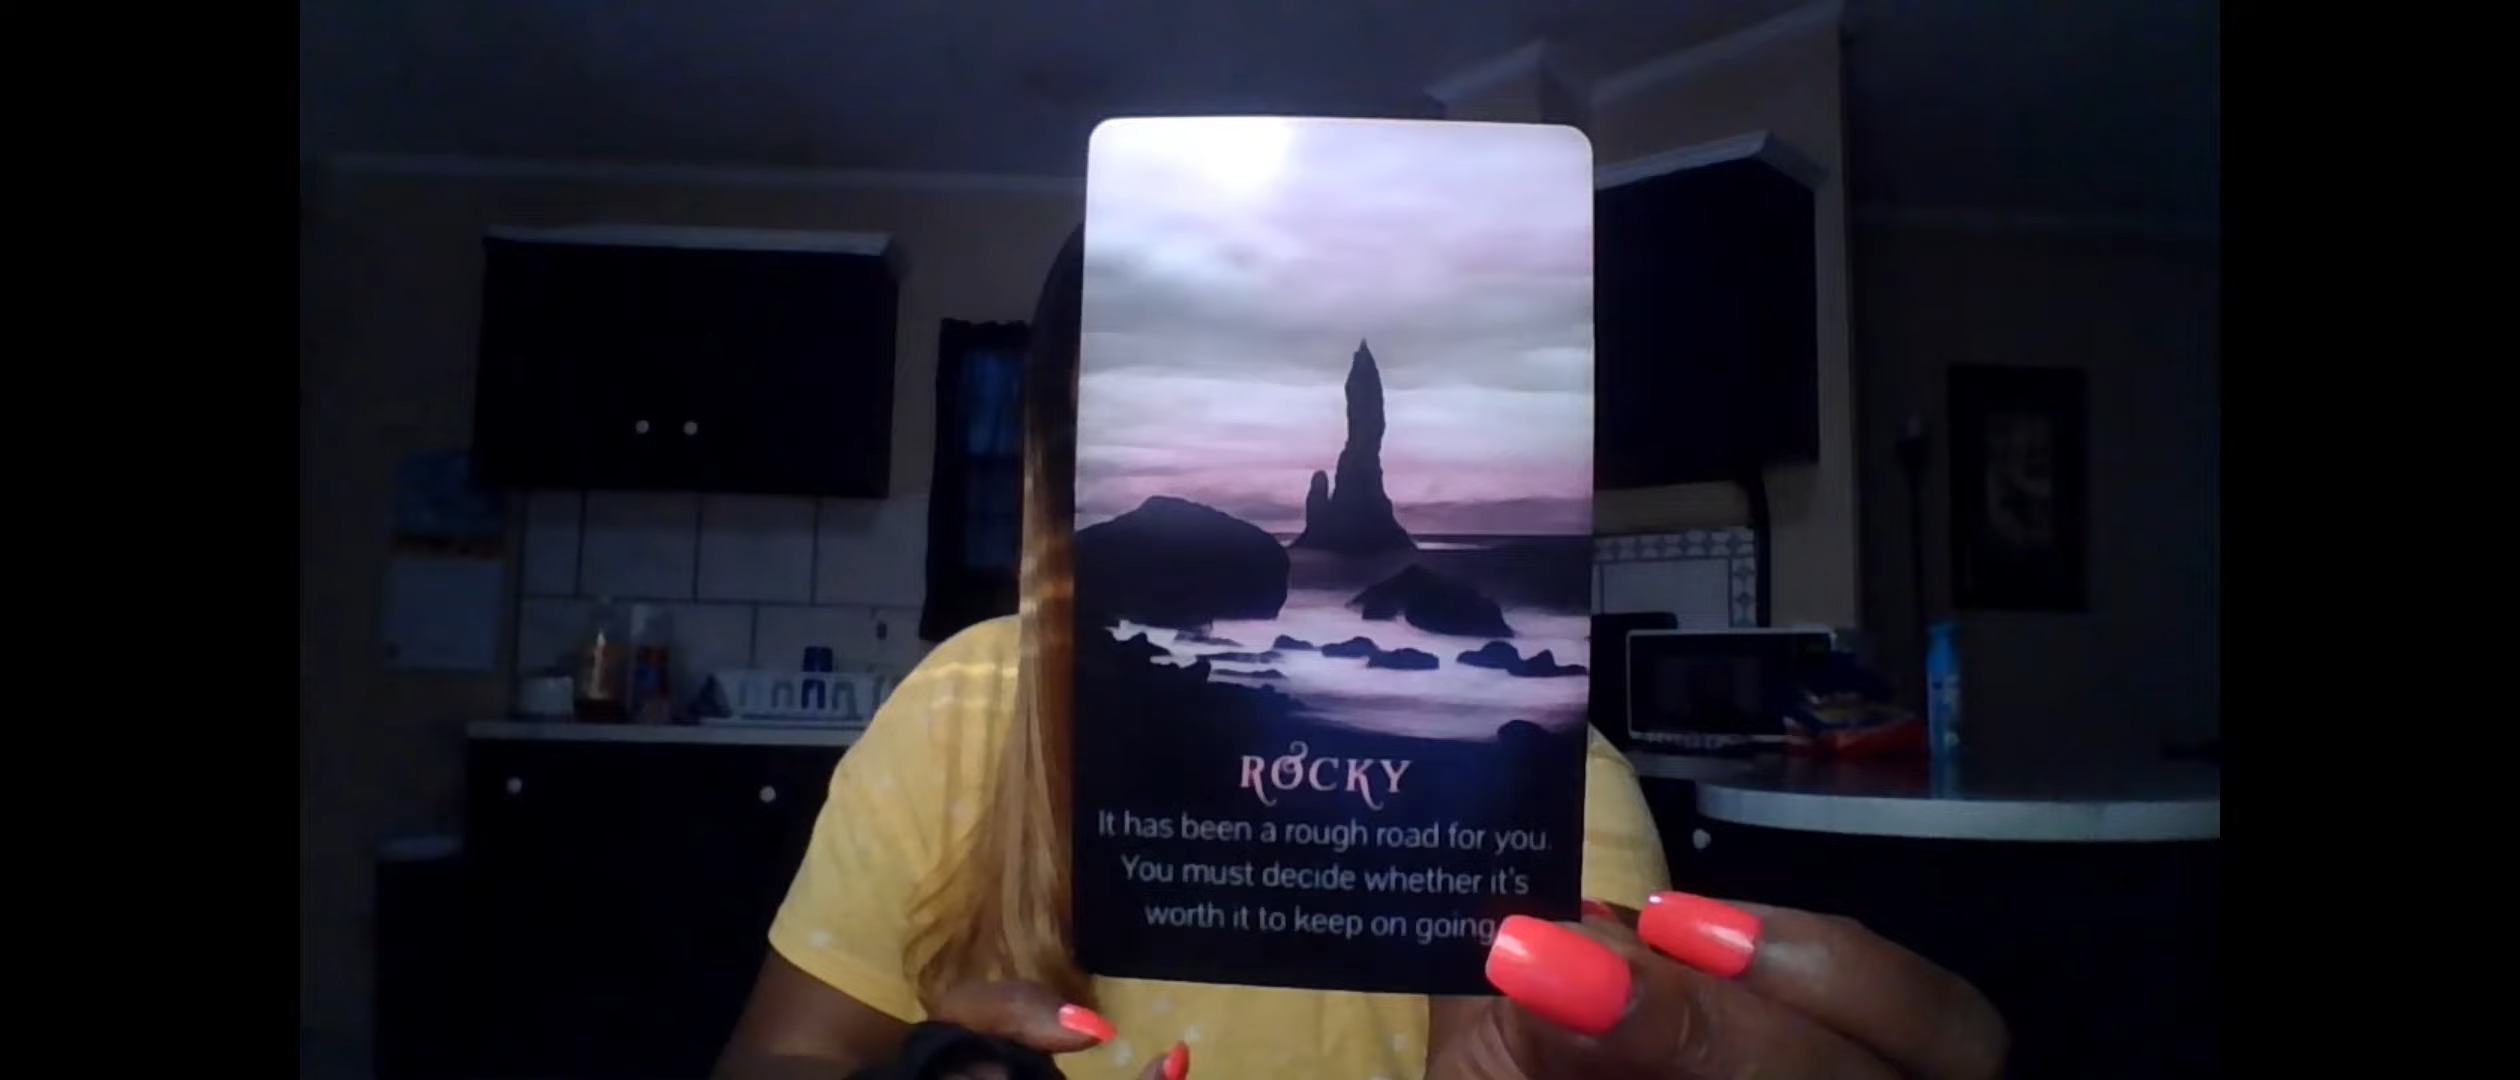 ROCKY
It has been a rough road for you.
You must decide whether it's
worth it to keep on going